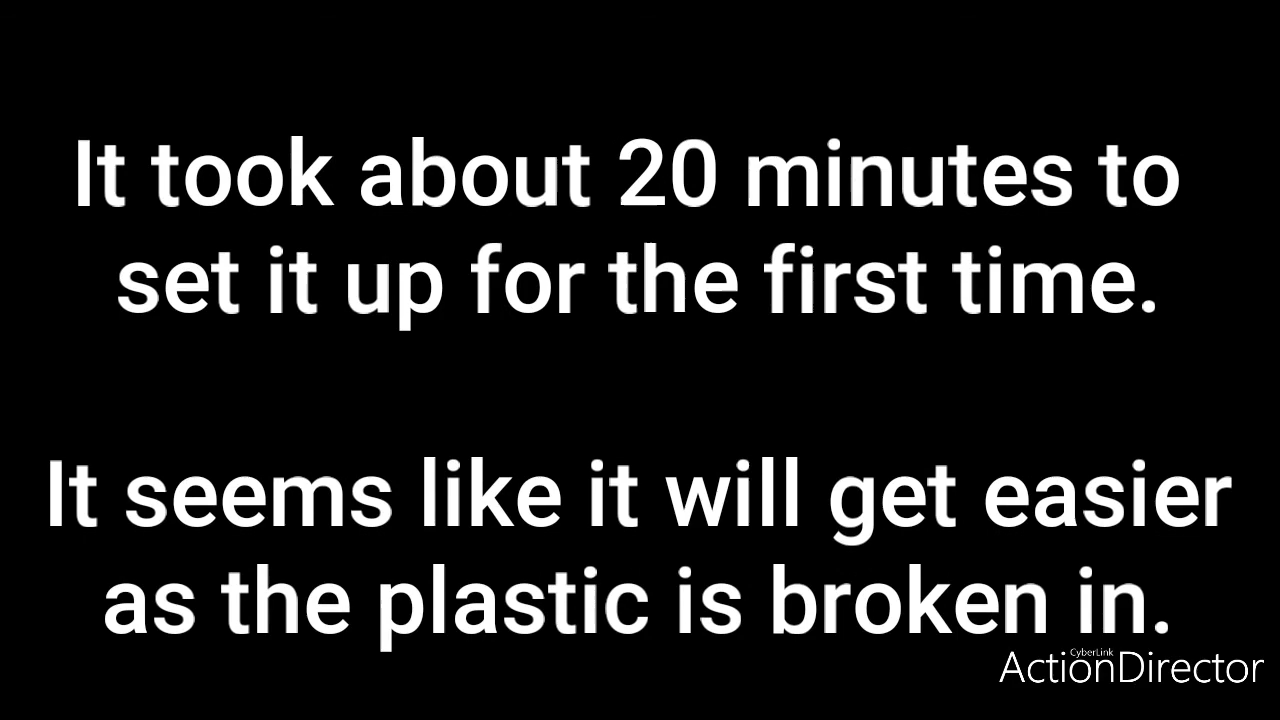 It took about 20 minutes to
set it up for the first time.
It seems like it will get easier
as the plastic is broken in.
CyberLink
ActionDirector